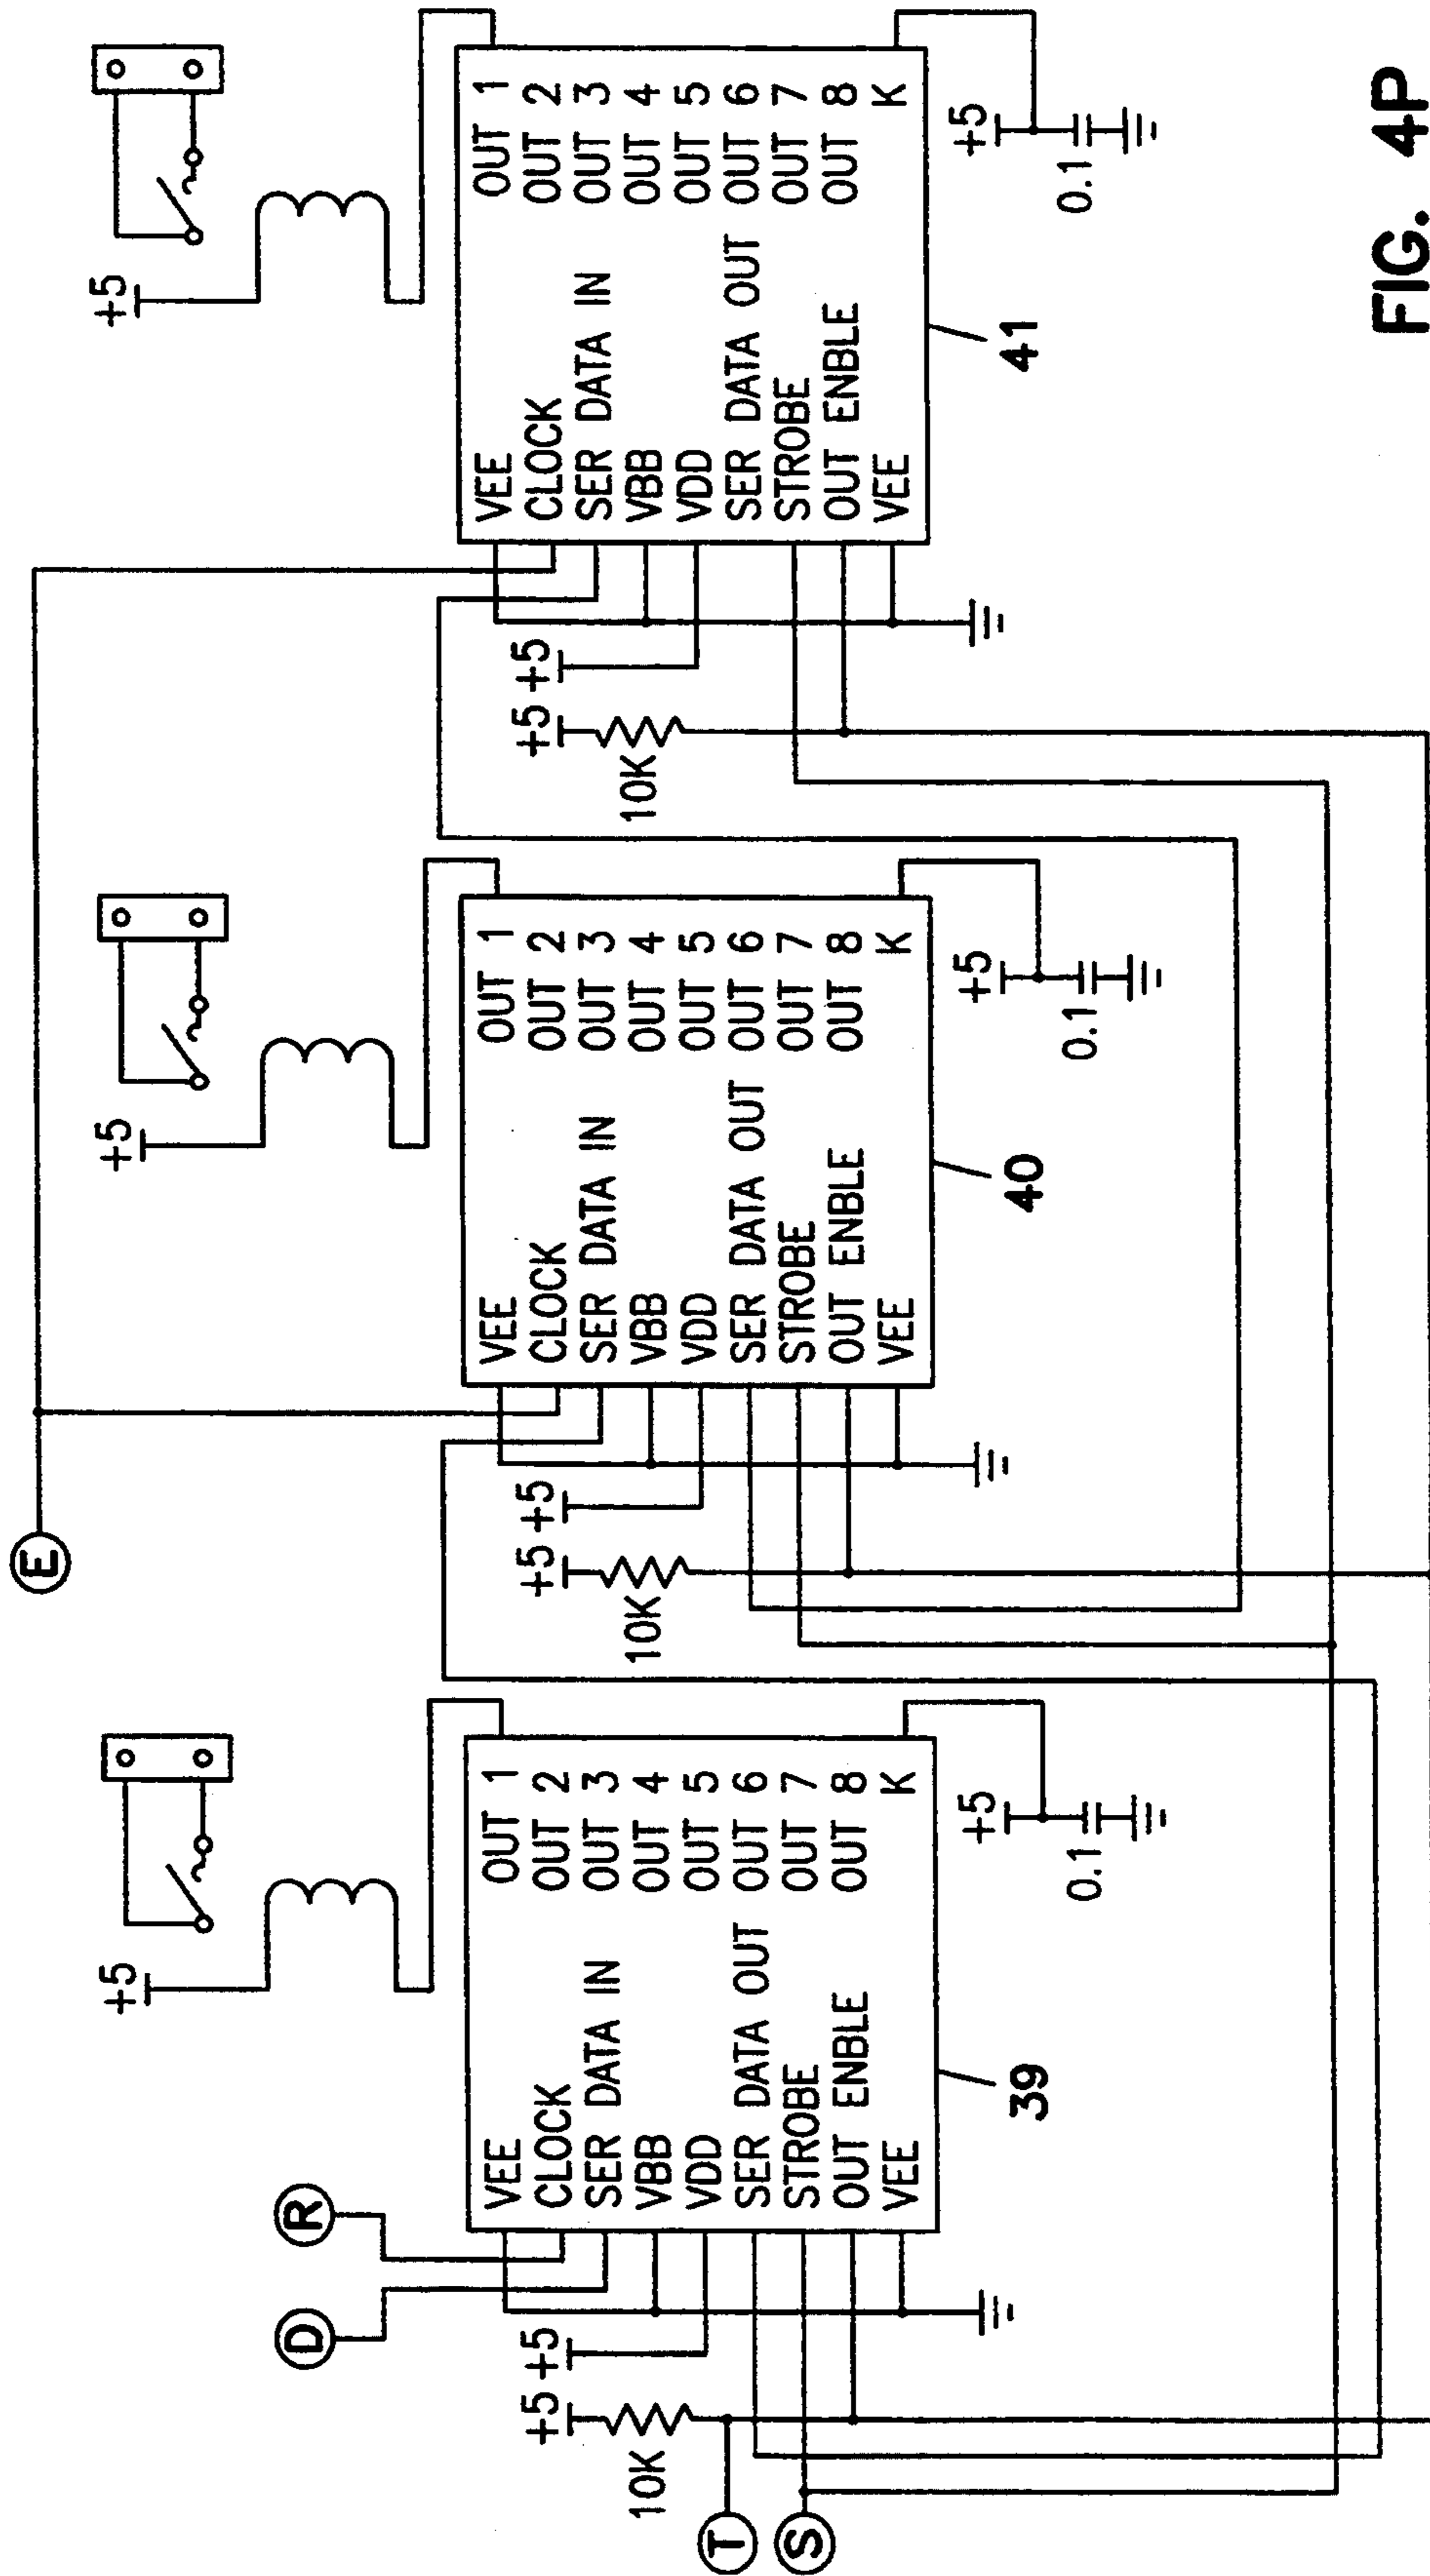 E
+5
+5
+5
R
D
VEE
CLOCK
SER DATA IN
VBB
VDD
SER DATA OUT
STROBE
OUT ENBLE
VEE
OUT 1
OUT 2
OUT 3
OUT 4
OUT 5
OUT 6
OUT 7
OUT 8
K
+5
+5
10K
T
S
39
+5
0.1
VEE
CLOCK
SER DATA IN
VBB
VDD
SER DATA OUT
STROBE
OUT ENBLE
VEE
OUT 1
OUT 2
OUT 3
OUT 4
OUT 5
OUT 6
OUT 7
OUT 8
K
+5
+5
10K
40
+5
0.1
VEE
CLOCK
SER DATA IN
VBB
VDD
SER DATA OUT
STROBE
OUT ENBLE
VEE
OUT 1
OUT 2
OUT 3
OUT 4
OUT 5
OUT 6
OUT 7
OUT 8
K
+5
+5
10K
41
+5
0.1
FIG. 4P